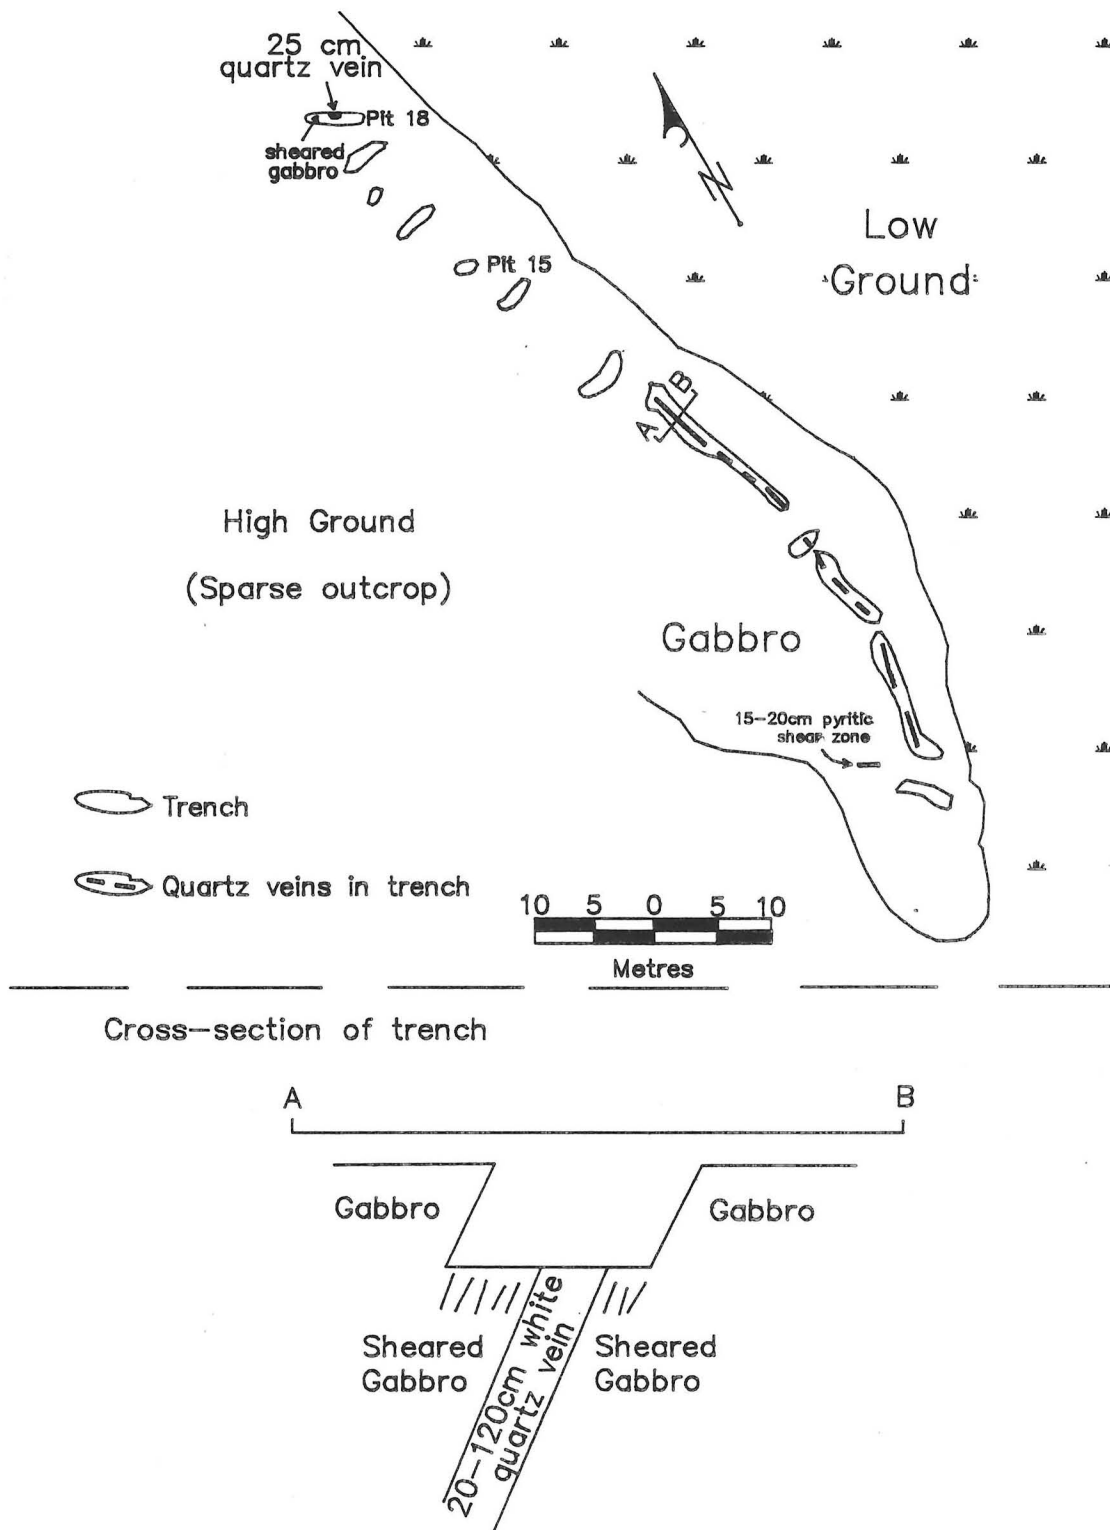 25 cm
quartz vein
Pit 18
sheared
gabbro
N
Low
Ground
Pit 15
B
A
High Ground
(Sparse outcrop)
Gabbro
15-20cm pyritic
shear zone
Trench
Quartz veins in trench
10 5 0 5 10
Metres
Cross-section of trench
A B
Gabbro
Gabbro
Sheared
Gabbro
20-120cm white
quartz vein
Sheared
Gabbro